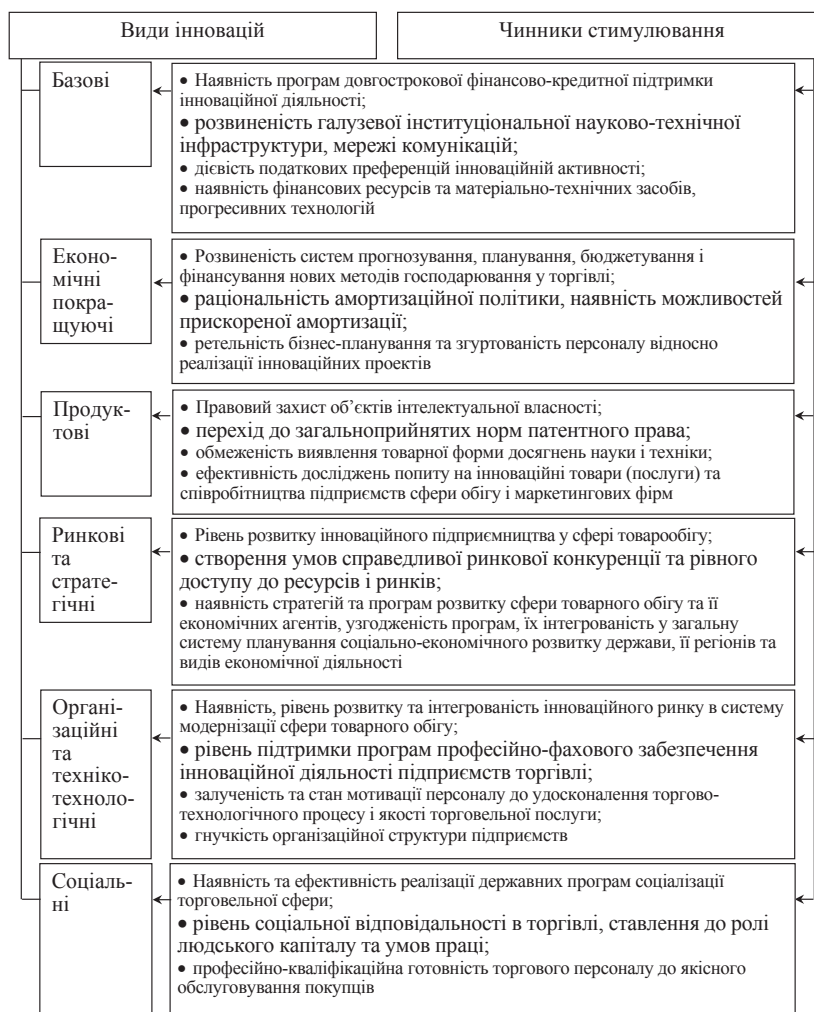 Види інновацій
Чинники стимулювання
Базові
• Наявність програм довгострокової фінансово-кредитної підтримки
інноваційної діяльності;
• розвиненість галузевої інституціональної науково-технічної
інфраструктури, мережі комунікацій;
• дієвість податкових преференцій інноваційній активності;
• наявність фінансових ресурсів та матеріально-технічних засобів,
прогресивних технологій
Еконо-
мічні
покра-
щуючі
• Розвиненість систем прогнозування, планування, бюджетування і
фінансування нових методів господарювання у торгівлі;
• раціональність амортизаційної політики, наявність можливостей
прискореної амортизації;
• ретельність бізнес-планування та згуртованість персоналу відносно
реалізації інноваційних проектів
Продук-
тові
• Правовий захист об’єктів інтелектуальної власності;
• перехід до загальноприйнятих норм патентного права;
• обмеженість виявлення товарної форми досягнень науки і техніки;
• ефективність досліджень попиту на інноваційні товари (послуги) та
співробітництва підприємств сфери обігу і маркетингових фірм
Ринкові
та
страте-
гічні
• Рівень розвитку інноваційного підприємництва у сфері товарообігу;
• створення умов справедливої ринкової конкуренції та рівного
доступу до ресурсів і ринків;
• наявність стратегій та програм розвитку сфери товарного обігу та її
економічних агентів, узгодженість програм, їх інтегрованість у загальну
систему планування соціально-економічного розвитку держави, її регіонів та
видів економічної діяльності
Органі-
заційні
та
техніко-
техноло-
гічні
• Наявність, рівень розвитку та інтегрованість інноваційного ринку в систему
модернізації сфери товарного обігу;
• рівень підтримки програм професійно-фахового забезпечення
інноваційної діяльності підприємств торгівлі;
• залученість та стан мотивації персоналу до удосконалення торгово-
технологічного процесу і якості торговельної послуги;
• гнучкість організаційної структури підприємств
Соціаль-
ні
• Наявність та ефективність реалізації державних програм соціалізації
торговельної сфери;
• рівень соціальної відповідальності в торгівлі, ставлення до ролі
людського капіталу та умов праці;
• професійно-кваліфікаційна готовність торгового персоналу до якісного
обслуговування покупців